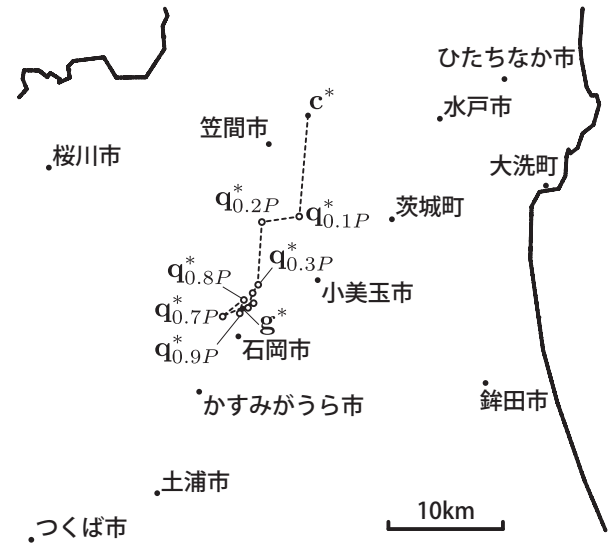 ひたちなか市
c*
水戸市
笠間市
桜川市
大洗町
q*0.2P
q*0.1P
茨城町
q*0.3P
q*0.8P
小美玉市
q*0.7P
g*
q*0.9P
石岡市
かすみがうら市
鉾田市
土浦市
10km
つくば市